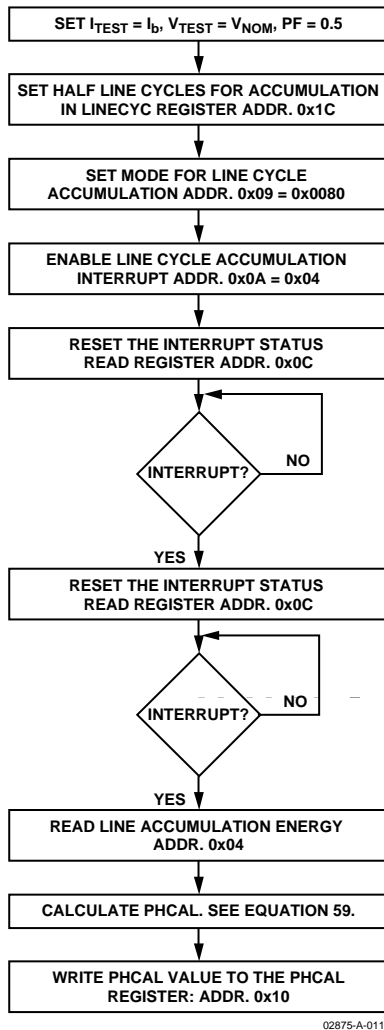 SET ITEST = Ib, VTEST = VNOM, PF = 0.5
SET HALF LINE CYCLES FOR ACCUMULATION
IN LINECYC REGISTER ADDR. 0x1C
SET MODE FOR LINE CYCLE
ACCUMULATION ADDR. 0x09 = 0x0080
ENABLE LINE CYCLE ACCUMULATION
INTERRUPT ADDR. 0x0A = 0x04
RESET THE INTERRUPT STATUS
READ REGISTER ADDR. 0x0C
INTERRUPT?
NO
YES
RESET THE INTERRUPT STATUS
READ REGISTER ADDR. 0x0C
INTERRUPT?
NO
YES
READ LINE ACCUMULATION ENERGY
ADDR. 0x04
CALCULATE PHCAL. SEE EQUATION 59.
WRITE PHCAL VALUE TO THE PHCAL
REGISTER: ADDR. 0x10
02875-A-011